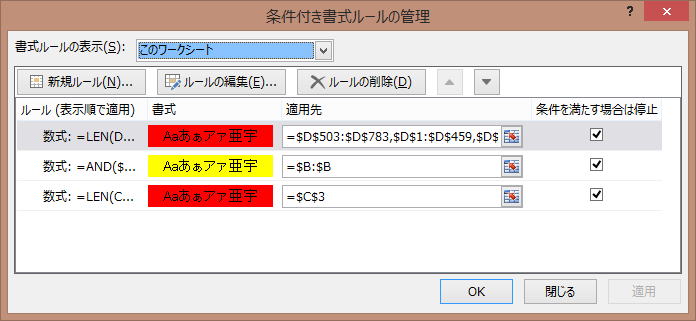 条件付き書式ルールの管理
?
書式ルールの表示(S): このワークシート
新規ルール(N)... ルールの編集(E)... ルールの削除(D)
ルール (表示順で適用) 書式 適用先 条件を満たす場合は停止
数式: =LEN(D... Aaあぁアァ亜宇 =$D$503:$D$783,$D$1:$D$459,$D$
数式: =AND($... Aaあぁアァ亜宇 =$B:$B
数式: =LEN(C... Aaあぁアァ亜宇 =$C$3
OK 閉じる 適用